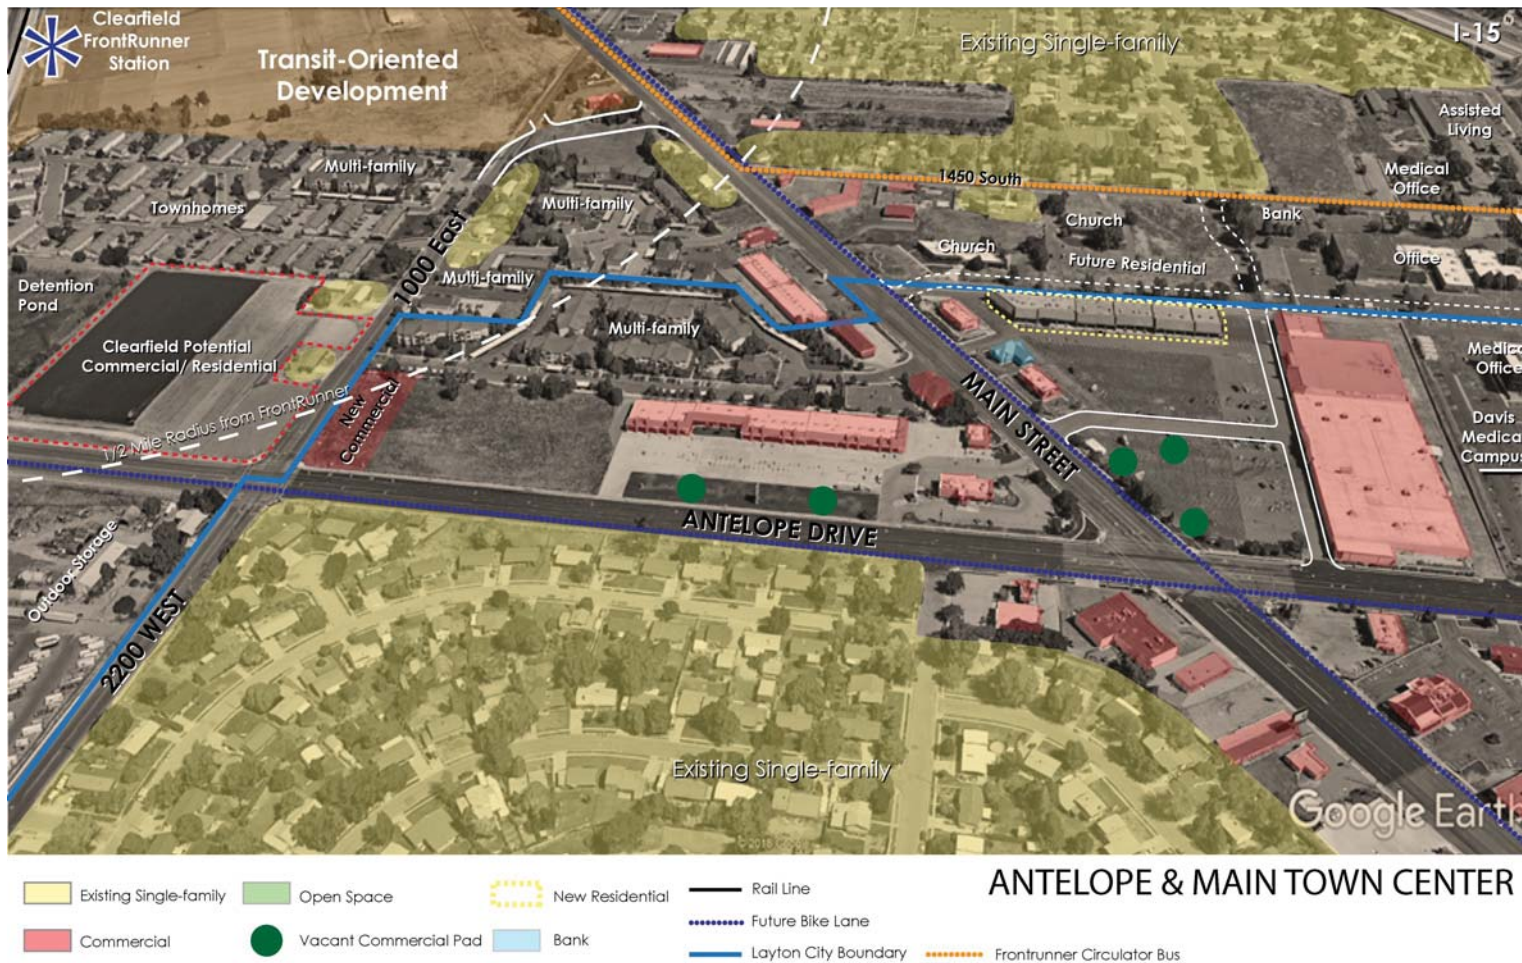 Clearfield
FrontRunner
Station
Transit-Oriented
Development
Existing Single-family
I-15
Assisted
Living
Medical
Office
Multi-family
Townhomes
1000 East
Multi-family
1450 South
Church
Bank
Church
Office
Future Residential
Multi-family
Detention
Pond
Multi-family
Clearfield Potential
Commercial/ Residential
1/2 Mile Radius from FrontRunner
New
Commercial
MAIN STREET
Medica
Office
Davis
Medical
Campus
ANTELOPE DRIVE
Outdoor Storage
2200 WEST
Existing Single-family
Google Earth
Existing Single-family
Open Space
New Residential
Rail Line
ANTELOPE & MAIN TOWN CENTER
Future Bike Lane
Commercial
Vacant Commercial Pad
Bank
Layton City Boundary
Frontrunner Circulator Bus